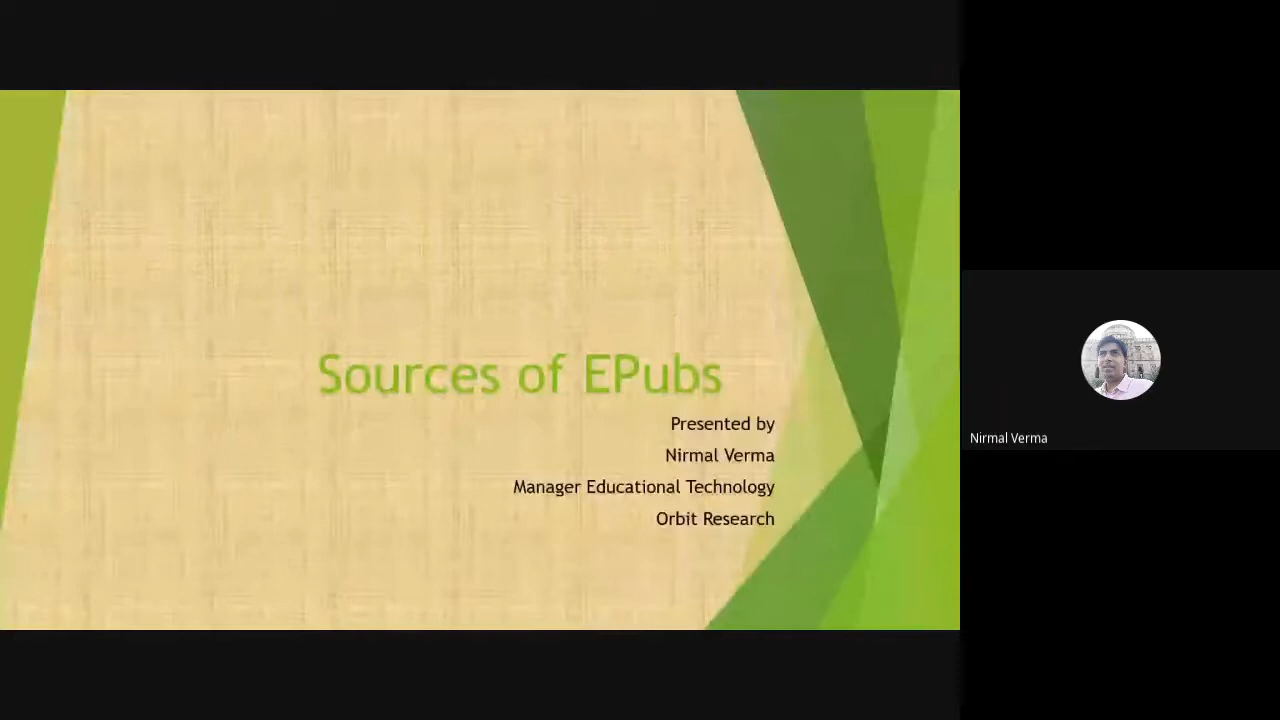 Sources of EPubs
Presented by
Nirmal Verma
Manager Educational Technology
Orbit Research
Nirmal Verma